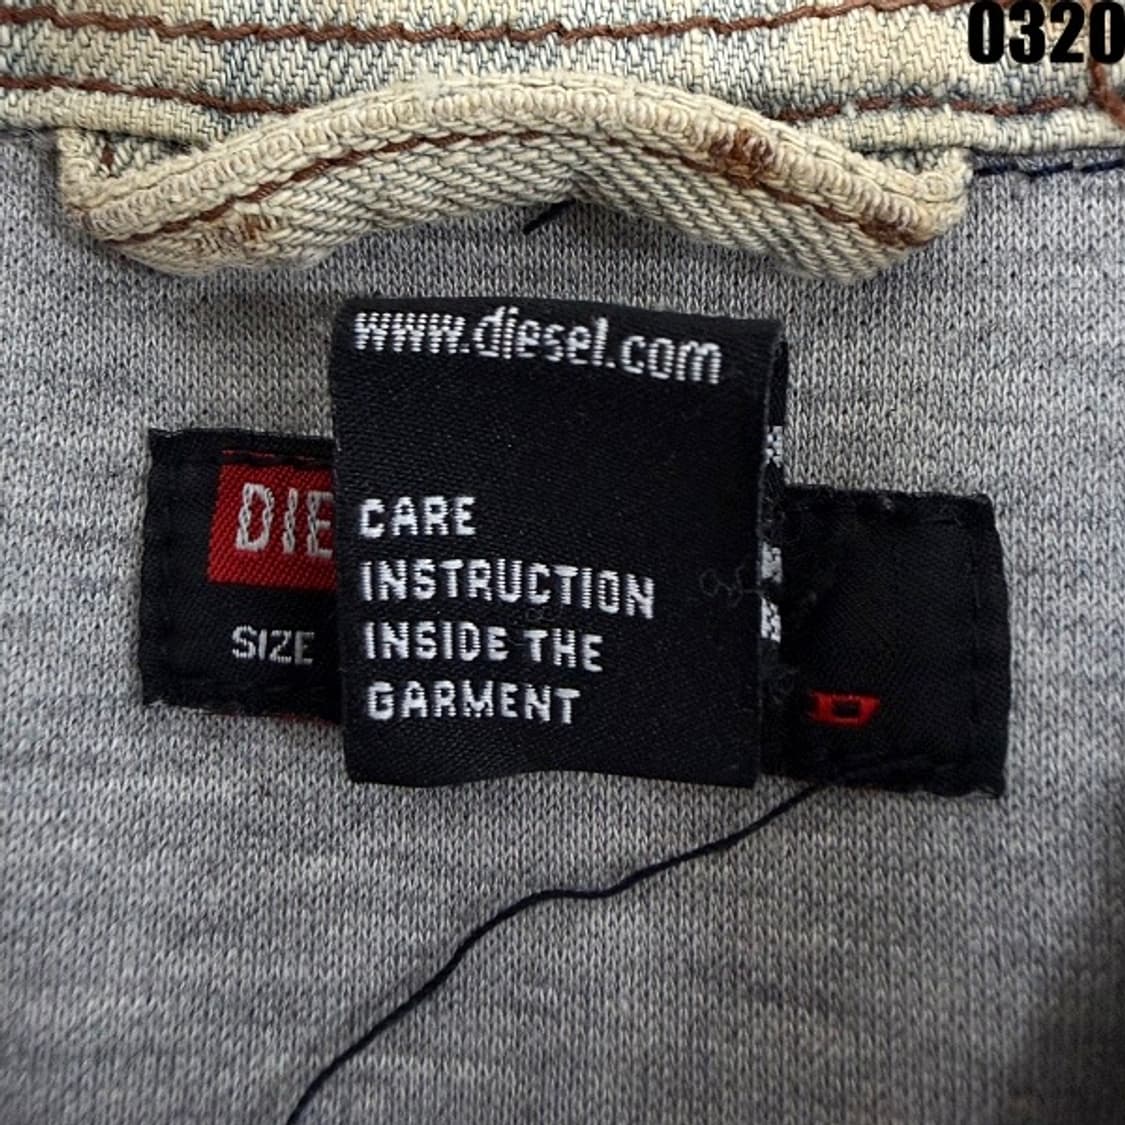 0320
www.diesel.com
DIE
CARE
INSTRUCTION
SIZE
INSIDE THE
GARMENT
D